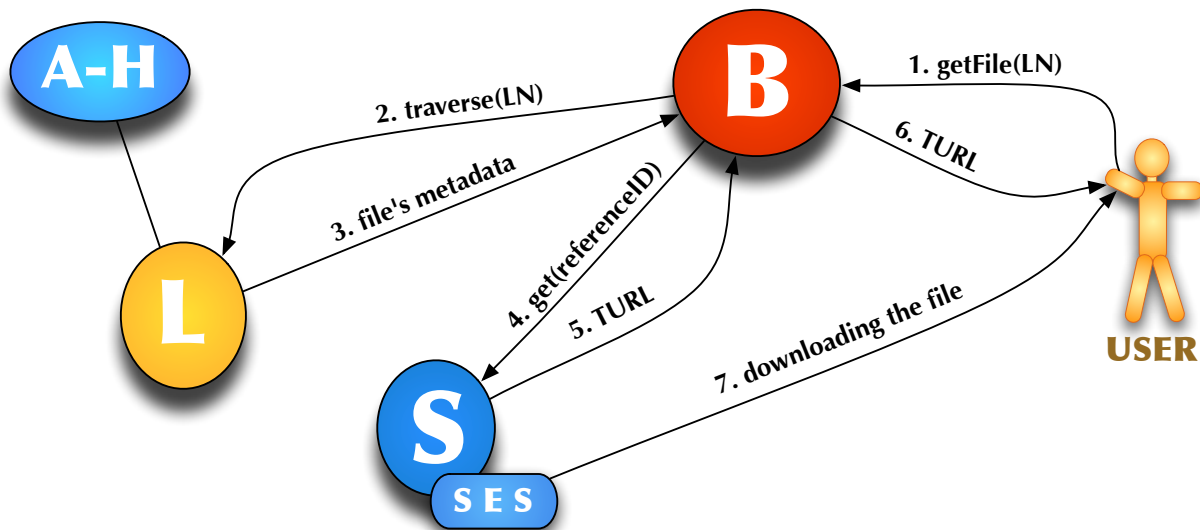 A-H
B
1. getFile(LN)
2. traverse(LN)
6. TURL
3. file's metadata
4. get(referenceID)
5. TURL
L
7. downloading the file
USER
S
S E S